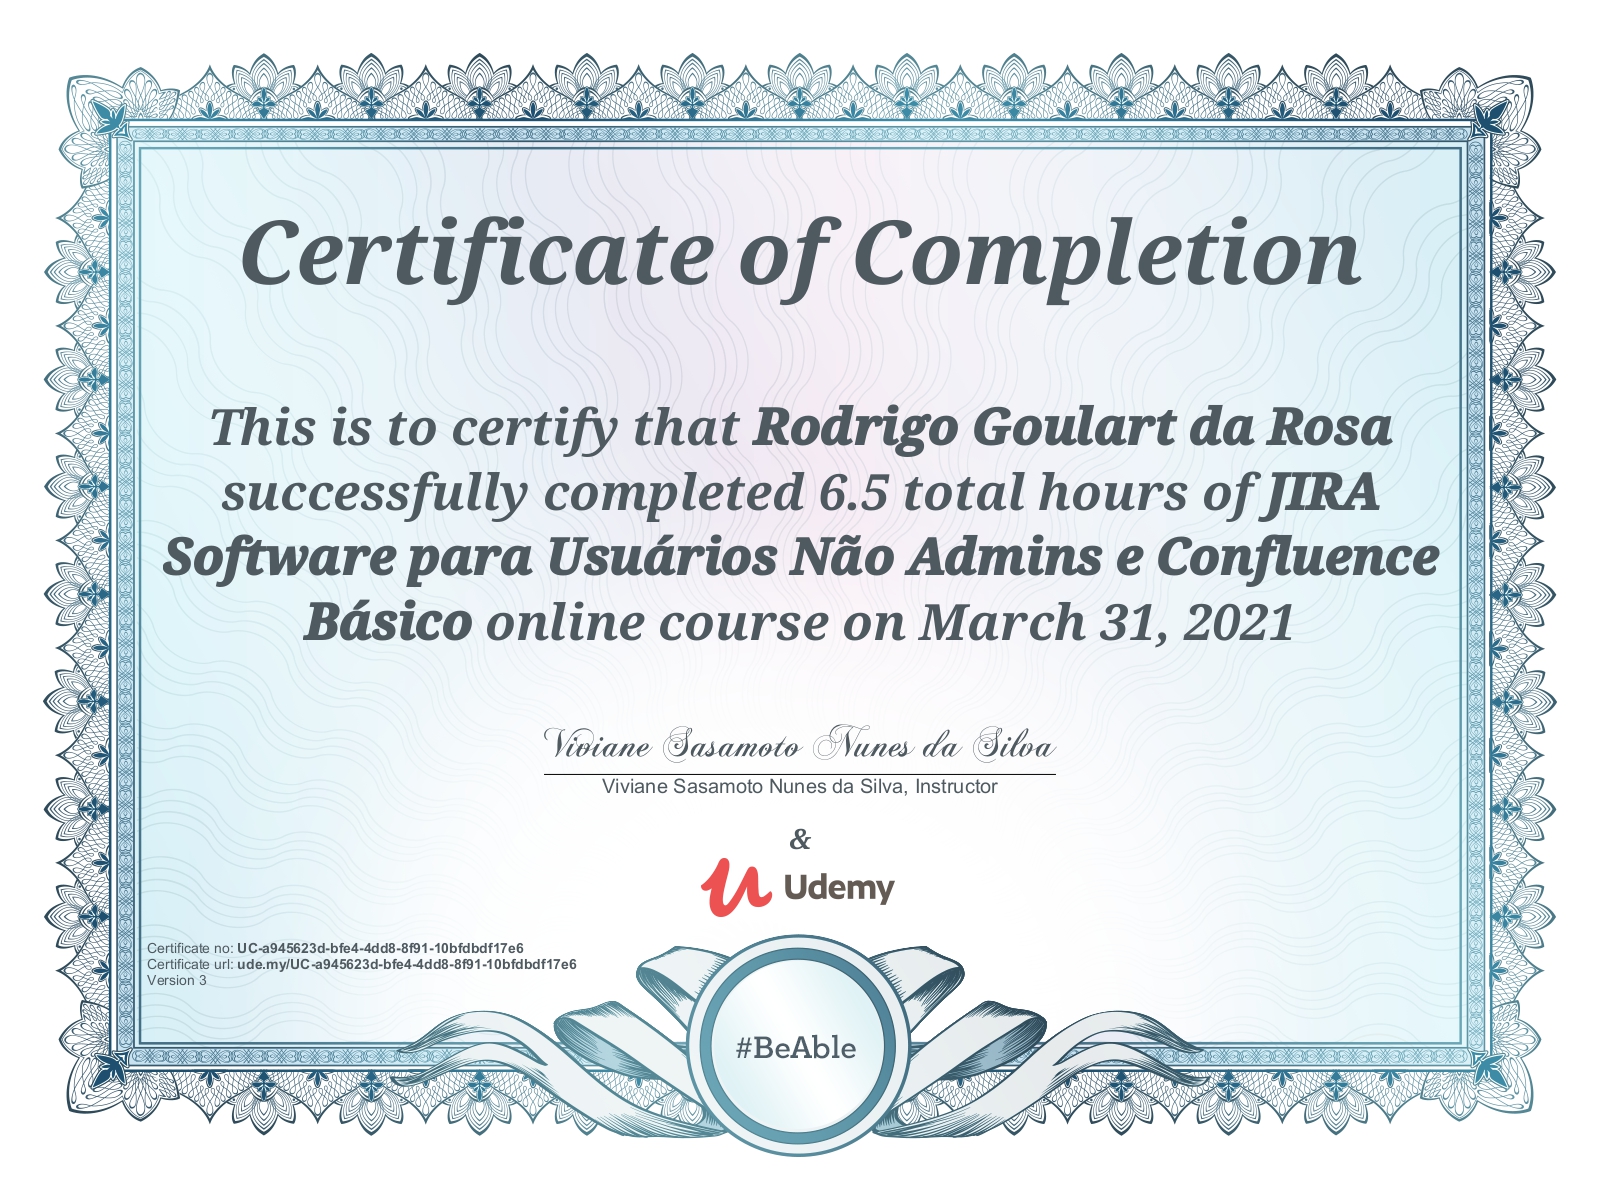 Certificate of Completion
This is to certify that Rodrigo Goulart da Rosa
successfully completed 6.5 total hours of JIRA
Software para Usuários Não Admins e Confluence
Básico online course on March 31, 2021
Viviane Sasamoto Nunes da Silva
Viviane Sasamoto Nunes da Silva, Instructor
&
Udemy
Certificate no: UC-a945623d-bfe4-4dd8-8f91-10bfdbdf17e6
Certificate url: ude.my/UC-a945623d-bfe4-4dd8-8f91-10bfdbdf17e6
Version 3
#BeAble